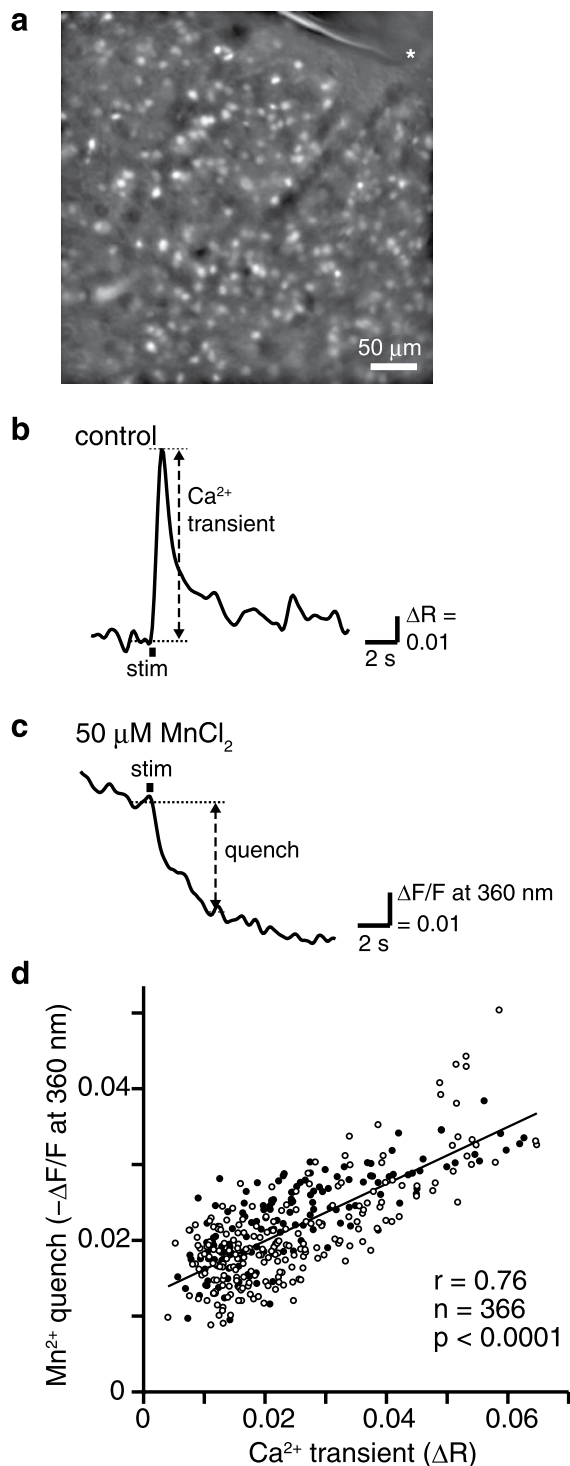 a
*
50 μm
b
control
Ca²⁺
transient
ΔR =
0.01
2 s
stim
c
50 μM MnCl₂
stim
quench
ΔF/F at 360 nm
= 0.01
2 s
d
Mn²⁺ quench (−ΔF/F at 360 nm)
0.04
0.02
0
r = 0.76
n = 366
p < 0.0001
0
0.02
0.04
0.06
Ca²⁺ transient (ΔR)